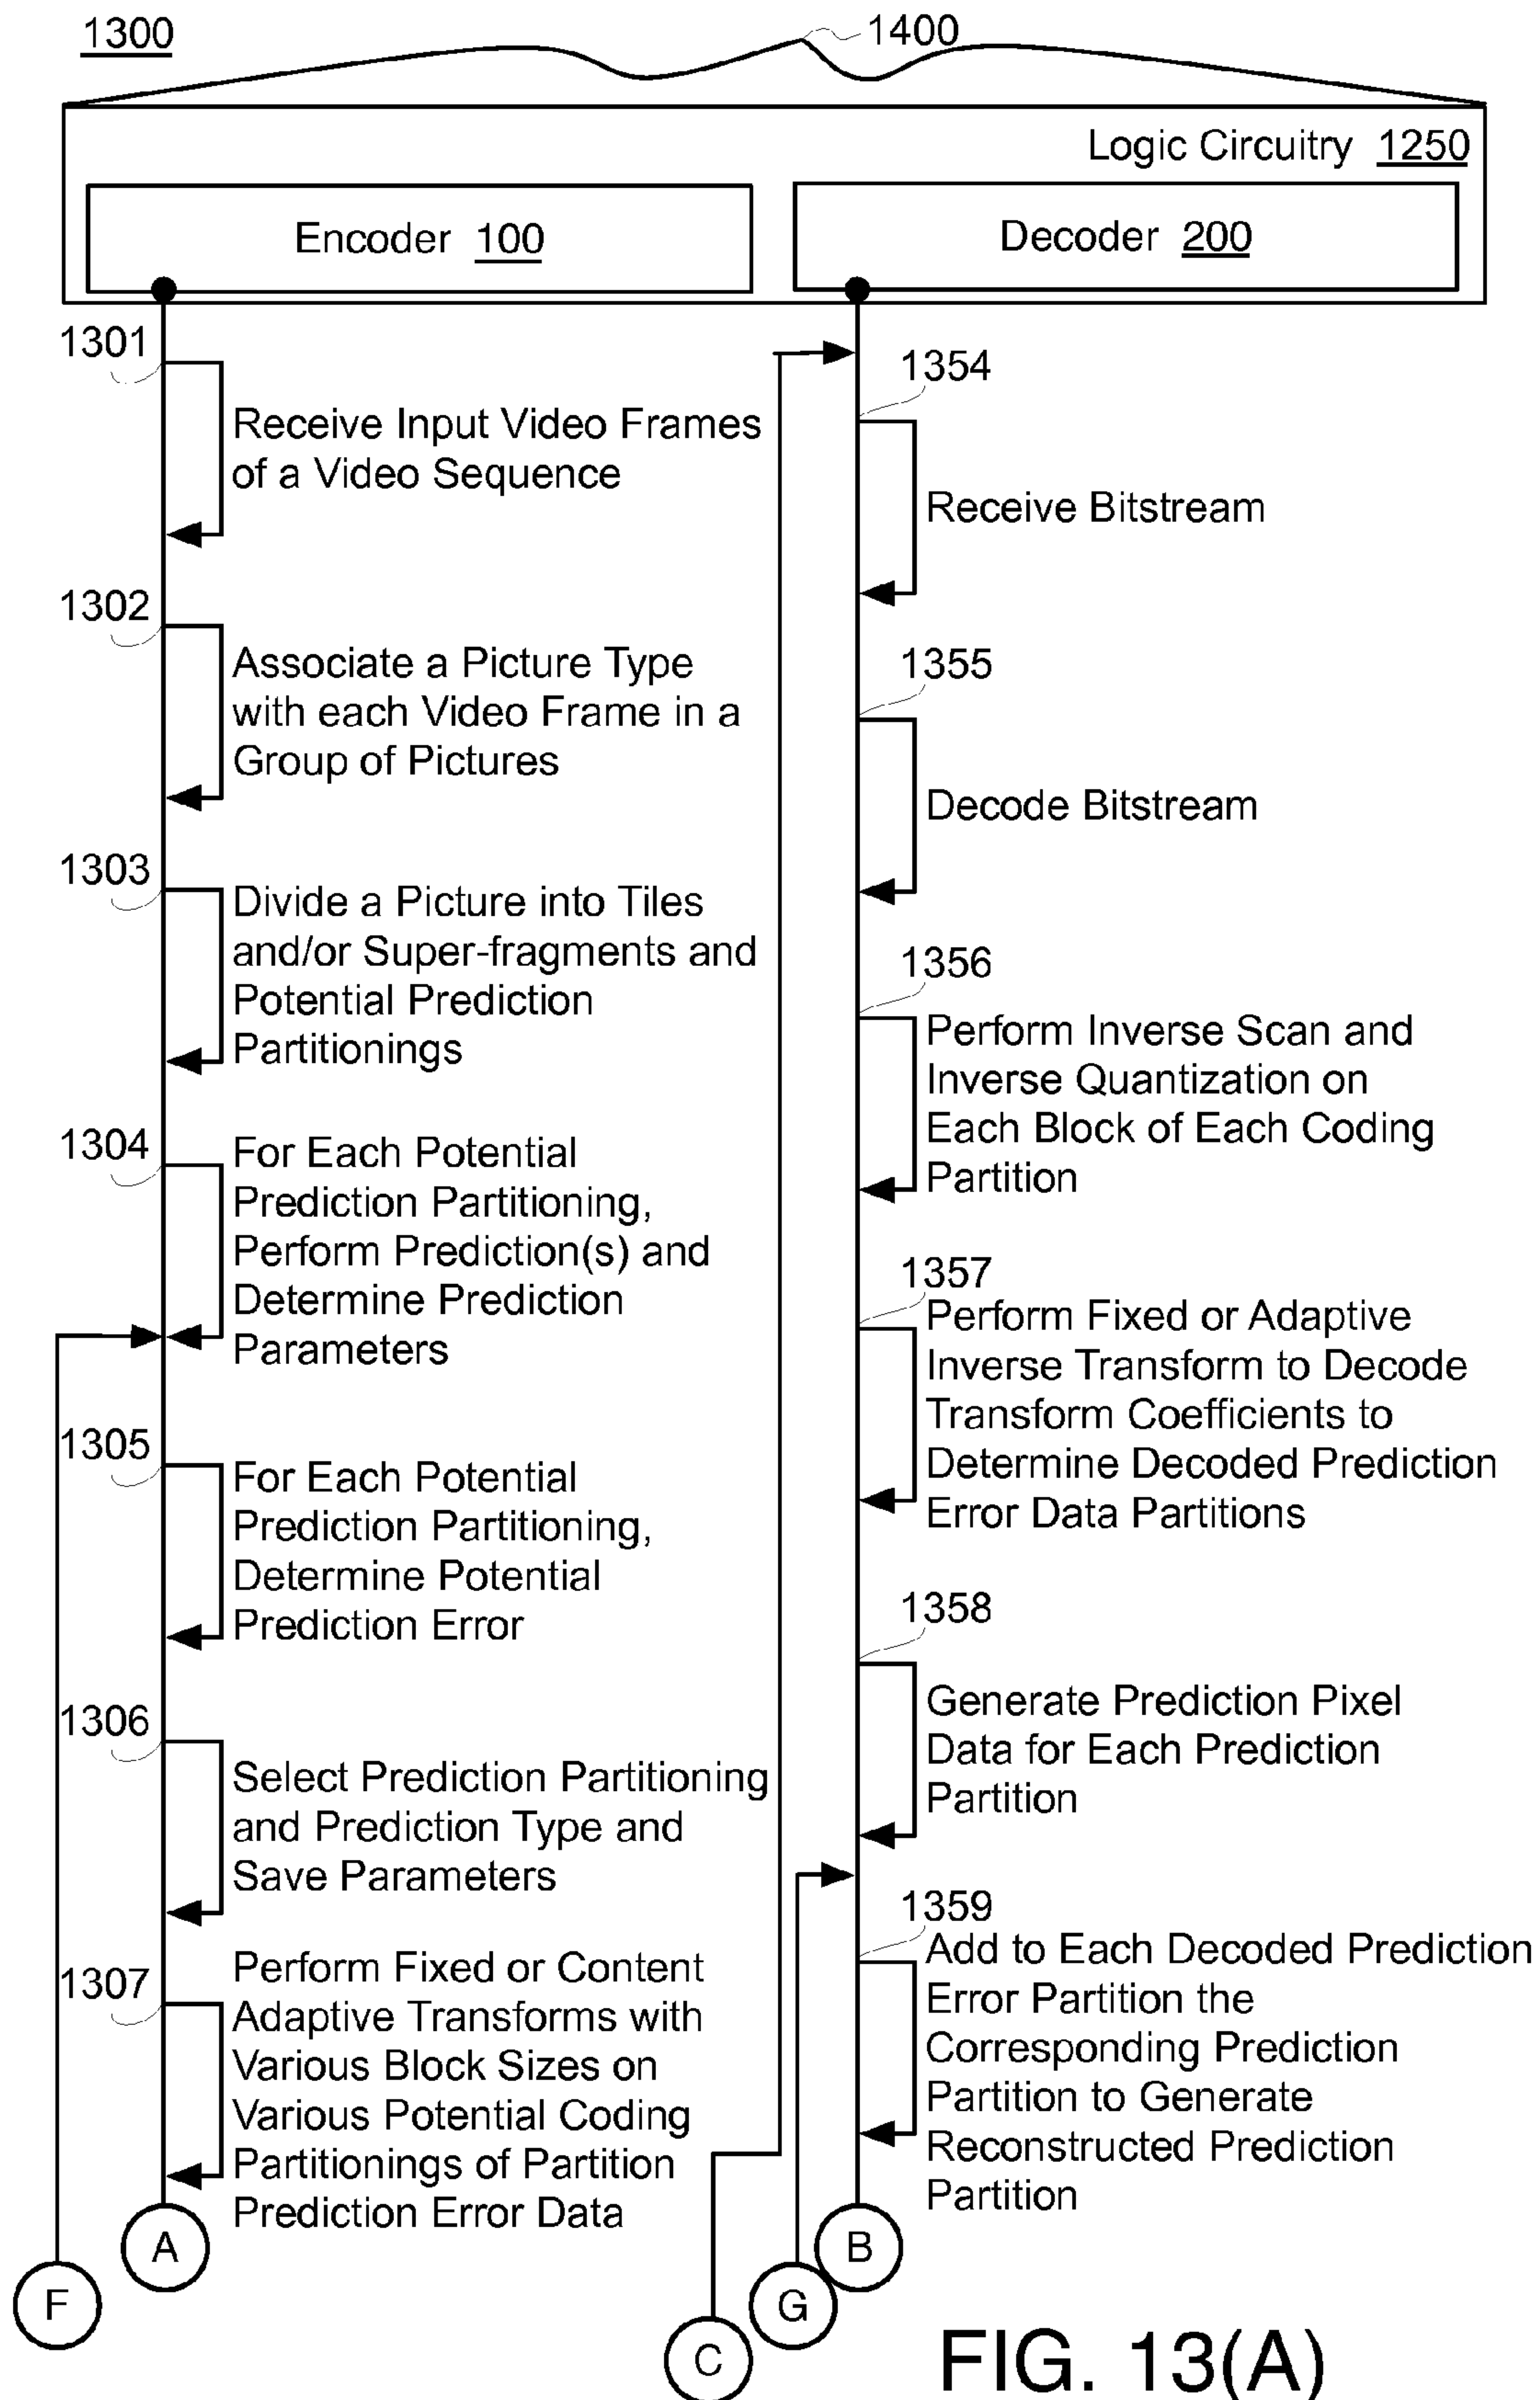 1300
1400
Logic Circuitry 1250
Encoder 100
Decoder 200
1301
Receive Input Video Frames
of a Video Sequence
1302
Associate a Picture Type
with each Video Frame in a
Group of Pictures
1303
Divide a Picture into Tiles
and/or Super-fragments and
Potential Prediction
Partitionings
1304
For Each Potential
Prediction Partitioning,
Perform Prediction(s) and
Determine Prediction
Parameters
1305
For Each Potential
Prediction Partitioning,
Determine Potential
Prediction Error
1306
Select Prediction Partitioning
and Prediction Type and
Save Parameters
1307
Perform Fixed or Content
Adaptive Transforms with
Various Block Sizes on
Various Potential Coding
Partitionings of Partition
Prediction Error Data
A
F
1354
Receive Bitstream
1355
Decode Bitstream
1356
Perform Inverse Scan and
Inverse Quantization on
Each Block of Each Coding
Partition
1357
Perform Fixed or Adaptive
Inverse Transform to Decode
Transform Coefficients to
Determine Decoded Prediction
Error Data Partitions
1358
Generate Prediction Pixel
Data for Each Prediction
Partition
1359
Add to Each Decoded Prediction
Error Partition the
Corresponding Prediction
Partition to Generate
Reconstructed Prediction
Partition
B
G
C
FIG. 13(A)